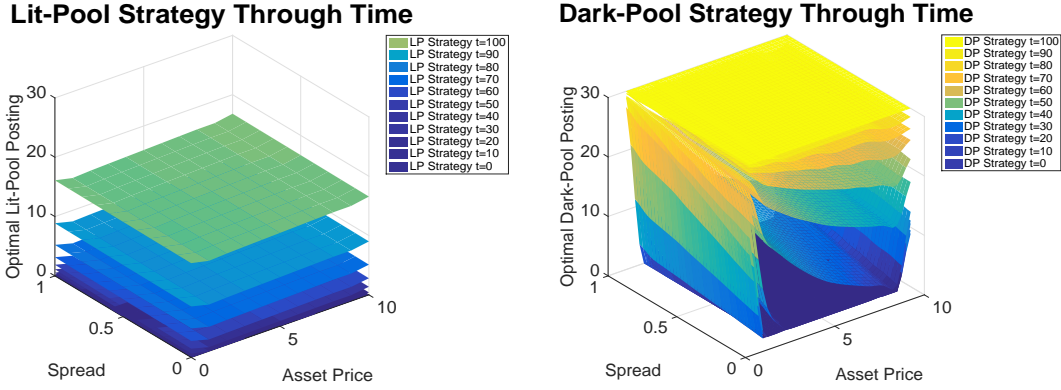 Lit-Pool Strategy Through Time
LP Strategy t=100
LP Strategy t=90
LP Strategy t=80
LP Strategy t=70
LP Strategy t=60
LP Strategy t=50
LP Strategy t=40
LP Strategy t=30
LP Strategy t=20
LP Strategy t=10
LP Strategy t=0
Optimal Lit-Pool Posting
30
20
10
0
1
0.5
0
Spread
0
5
10
Asset Price
Dark-Pool Strategy Through Time
DP Strategy t=100
DP Strategy t=90
DP Strategy t=80
DP Strategy t=70
DP Strategy t=60
DP Strategy t=50
DP Strategy t=40
DP Strategy t=30
DP Strategy t=20
DP Strategy t=10
DP Strategy t=0
Optimal Dark-Pool Posting
30
20
10
0
1
0.5
0
Spread
0
5
10
Asset Price